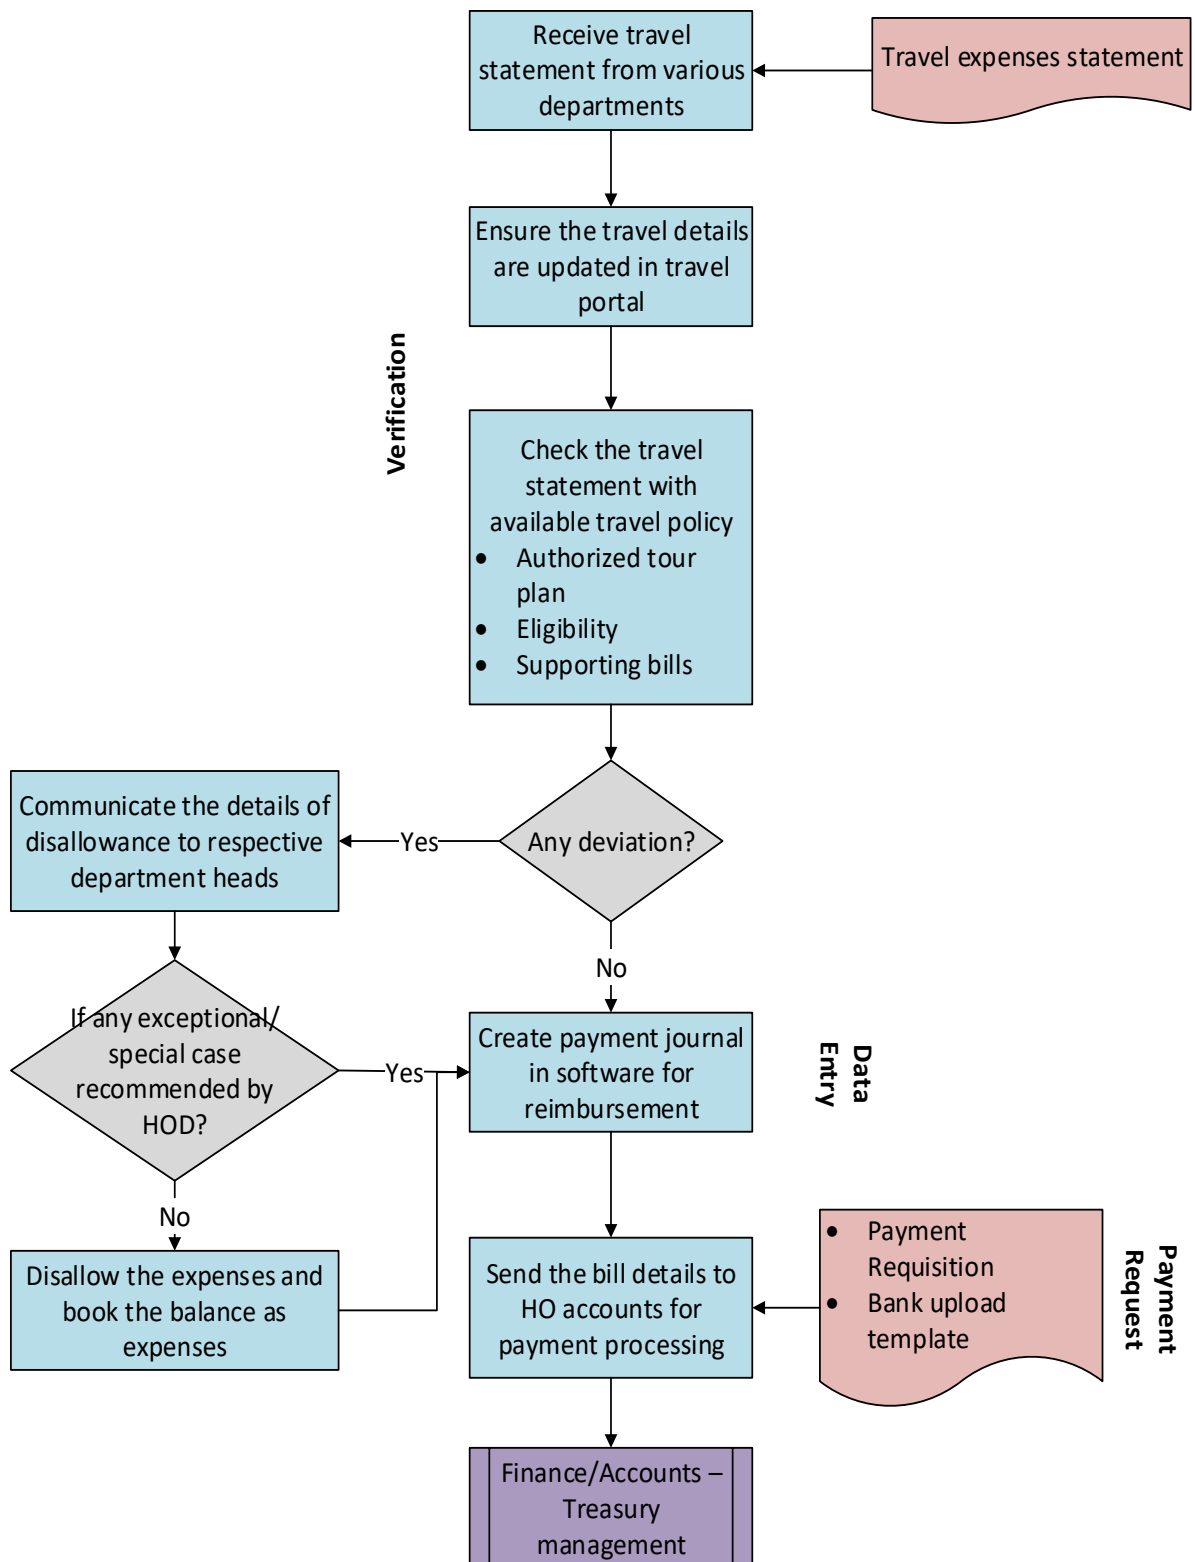 Receive travel
statement from various
departments
Travel expenses statement
Ensure the travel details
are updated in travel
portal
Verification
Check the travel
statement with
available travel policy
• Authorized tour
plan
• Eligibility
• Supporting bills
Any deviation?
Yes
Communicate the details of
disallowance to respective
department heads
No
If any exceptional/
special case
recommended by
HOD?
Yes
Create payment journal
in software for
reimbursement
Data
Entry
No
Disallow the expenses and
book the balance as
expenses
Send the bill details to
HO accounts for
payment processing
• Payment
Requisition
• Bank upload
template
Payment
Request
Finance/Accounts –
Treasury
management